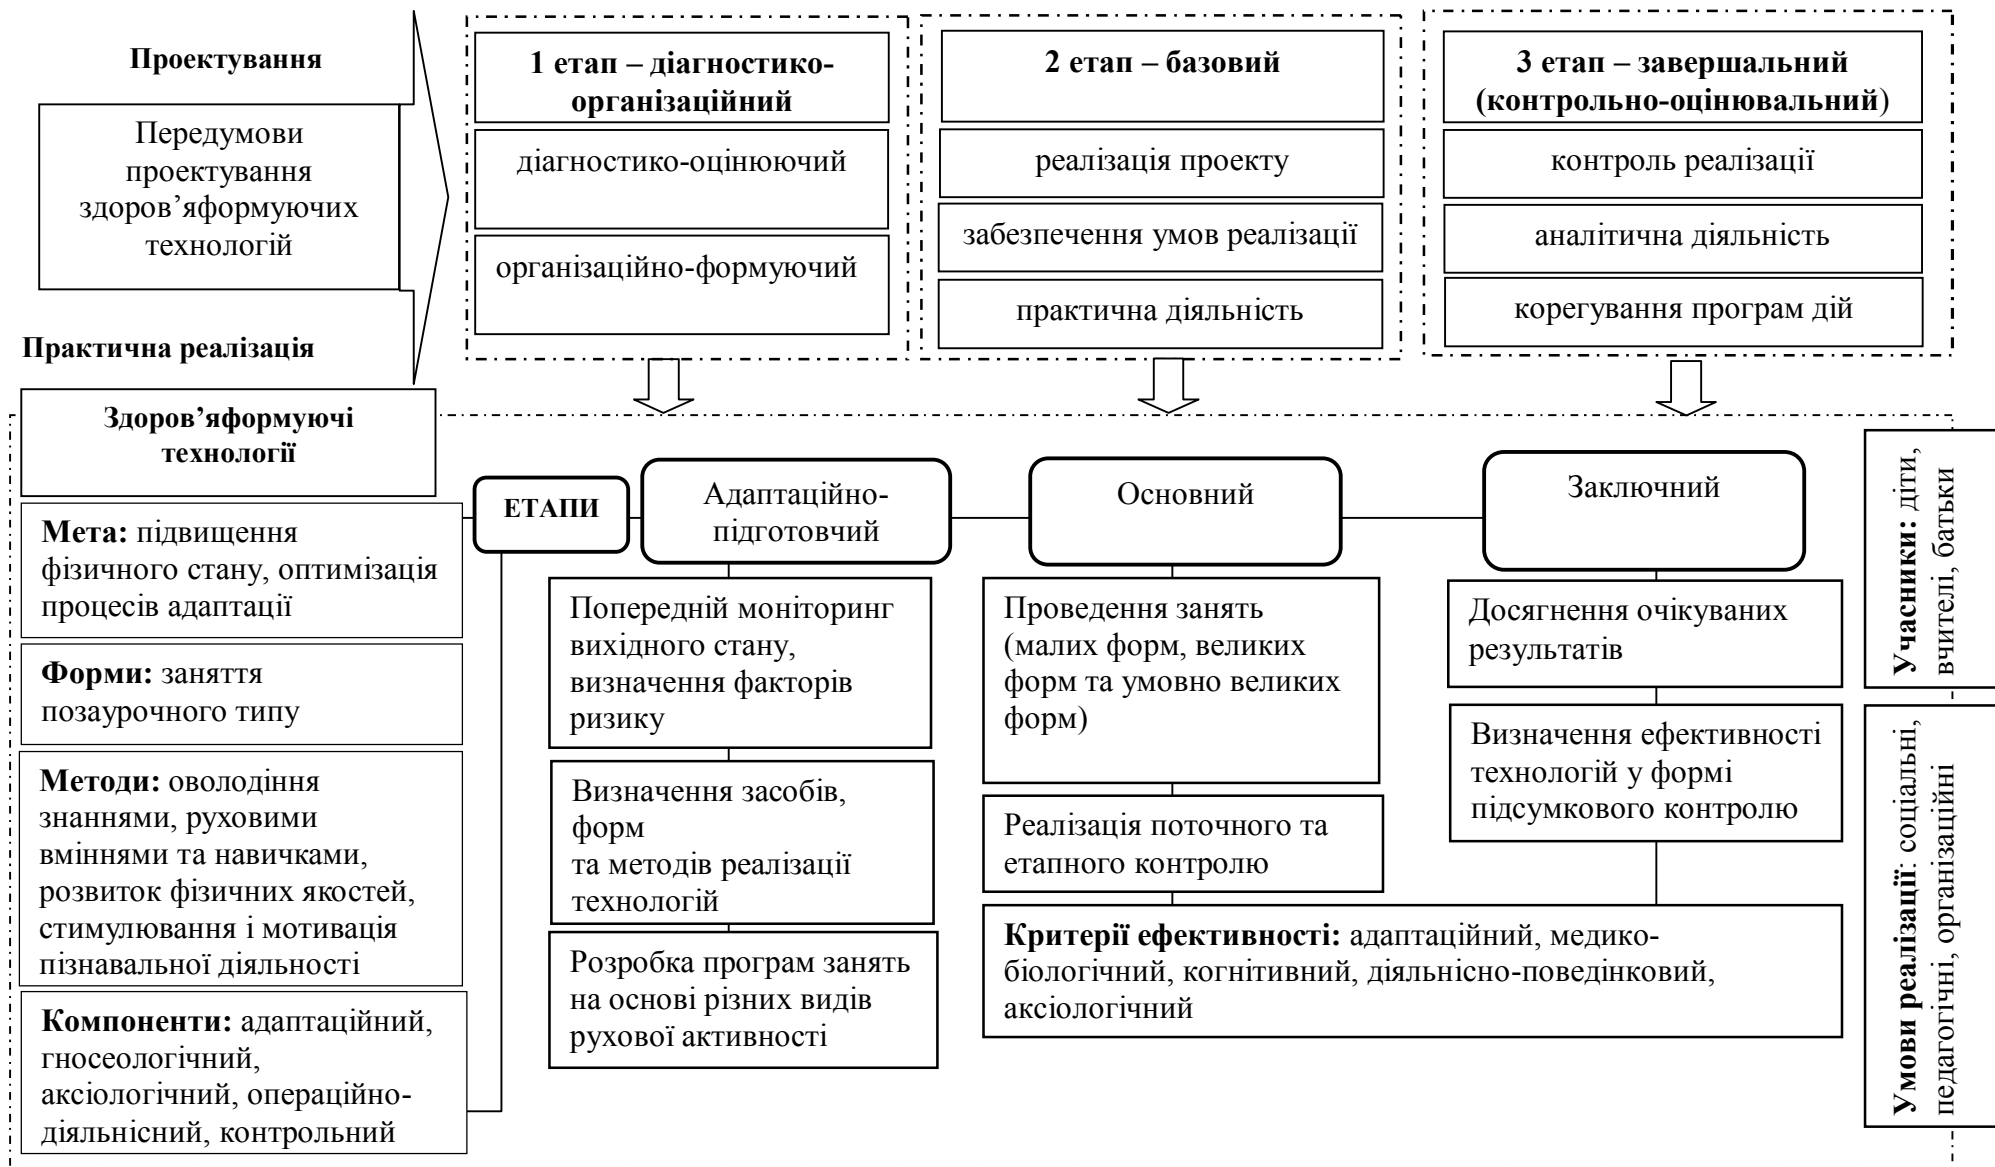 Проектування
Передумови
проектування
здоров’яформуючих
технологій
1 етап – діагностико-
організаційний
діагностико-оцінюючий
організаційно-формуючий
2 етап – базовий
реалізація проекту
забезпечення умов реалізації
практична діяльність
3 етап – завершальний
(контрольно-оцінювальний)
контроль реалізації
аналітична діяльність
корегування програм дій
Практична реалізація
Здоров’яформуючі
технології
Мета: підвищення
фізичного стану, оптимізація
процесів адаптації
Форми: заняття
позаурочного типу
Методи: оволодіння
знаннями, руховими
вміннями та навичками,
розвиток фізичних якостей,
стимулювання і мотивація
пізнавальної діяльності
Компоненти: адаптаційний,
гносеологічний,
аксіологічний, операційно-
діяльнісний, контрольний
ЕТАПИ
Адаптаційно-
підготовчий
Попередній моніторинг
вихідного стану,
визначення факторів
ризику
Визначення засобів,
форм
та методів реалізації
технологій
Розробка програм занять
на основі різних видів
рухової активності
Основний
Проведення занять
(малих форм, великих
форм та умовно великих
форм)
Реалізація поточного та
етапного контролю
Заключний
Досягнення очікуваних
результатів
Визначення ефективності
технологій у формі
підсумкового контролю
Критерії ефективності: адаптаційний, медико-
біологічний, когнітивний, діяльнісно-поведінковий,
аксіологічний
Учасники: діти,
вчителі, батьки
Умови реалізації: соціальні,
педагогічні, організаційні